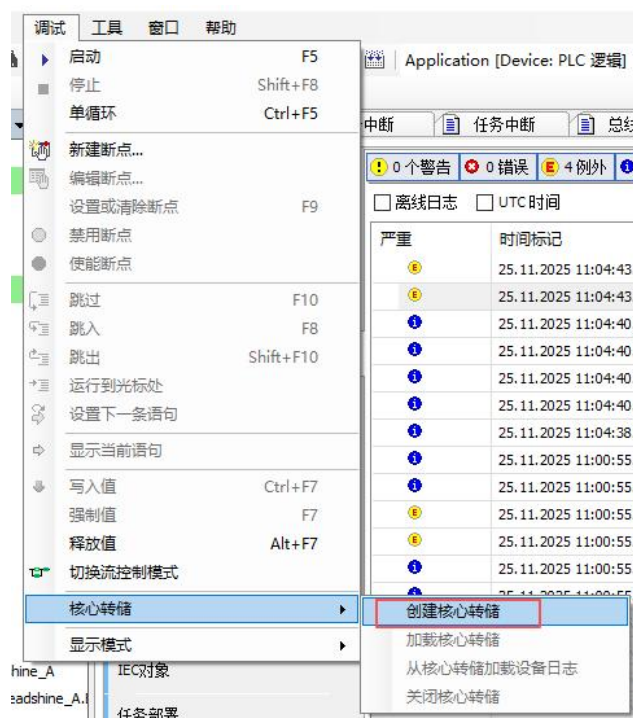 调试 工具 窗口 帮助
启动 F5
Application [Device: PLC 逻辑]
停止 Shift+F8
单循环 Ctrl+F5
中断 任务中断 总线
新建断点...
0 个警告 0 错误 4 例外
编辑断点...
离线日志 UTC 时间
设置或清除断点 F9
禁用断点
严重 时间标记
使能断点
25.11.2025 11:04:43
跳过 F10
25.11.2025 11:04:43
跳入 F8
25.11.2025 11:04:40
跳出 Shift+F10
25.11.2025 11:04:40
运行到光标处
25.11.2025 11:04:40
设置下一条语句
25.11.2025 11:04:40
显示当前语句
25.11.2025 11:04:38
25.11.2025 11:00:55
写入值 Ctrl+F7
25.11.2025 11:00:55
强制值 F7
25.11.2025 11:00:55
释放值 Alt+F7
25.11.2025 11:00:55
切换流控制模式
25.11.2025 11:00:55
核心转储
创建核心转储
显示模式
加载核心转储
hine_A IEC对象
从核心转储加载设备日志
eadshine_A.
关闭核心转储
任务部署